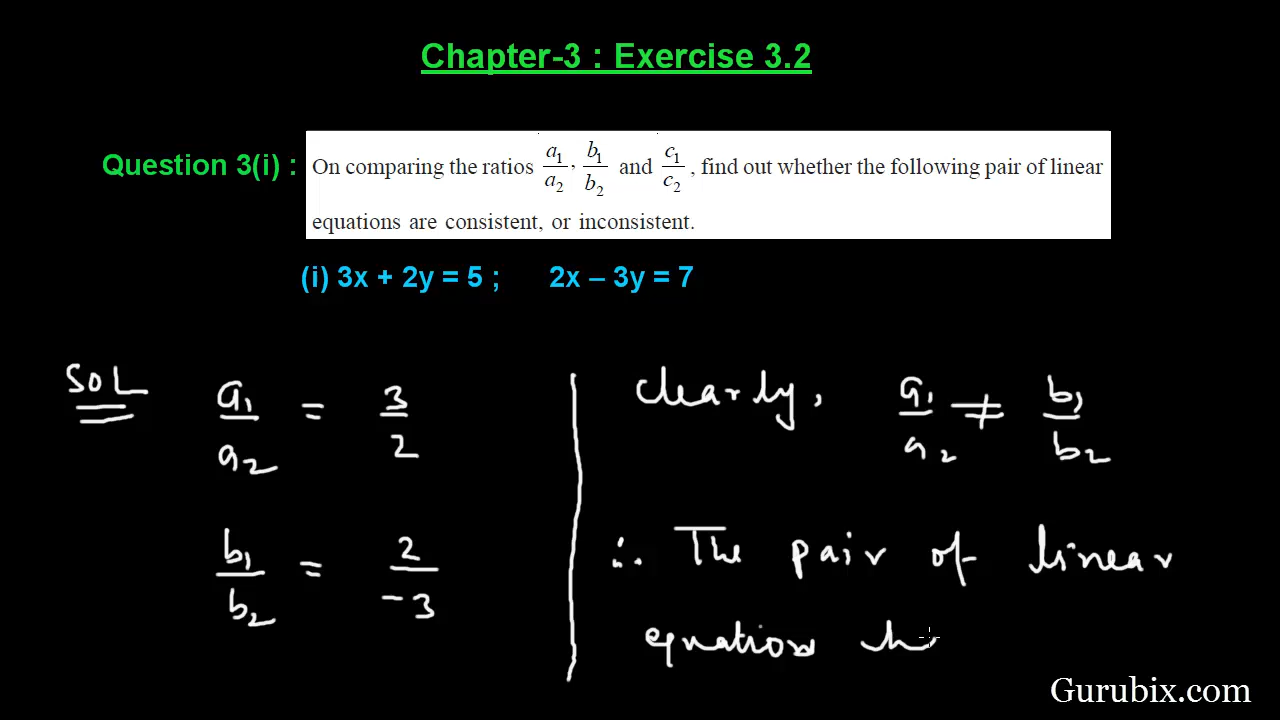 Chapter-3 : Exercise 3.2
Question 3(i) : On comparing the ratios a₁/a₂, b₁/b₂ and c₁/c₂, find out whether the following pair of linear
equations are consistent, or inconsistent.
(i) 3x + 2y = 5 ; 2x – 3y = 7
SOL a₁/a₂ = 3/2
b₁/b₂ = 2/-3
Clearly, a₁/a₂ ≠ b₁/b₂
∴ The pair of linear
equations
Gurubix.com